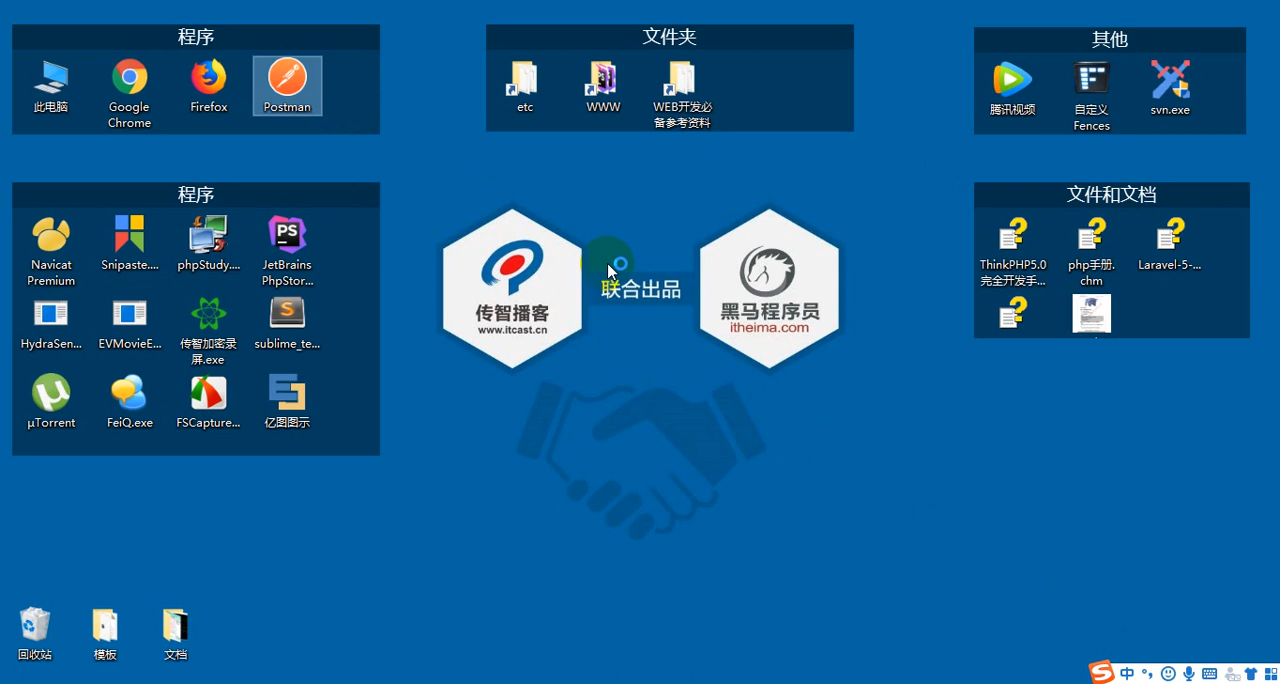 程序
此电脑
Google
Chrome
Firefox
Postman
文件夹
etc
WWW
WEB开发必
备参考资料
其他
腾讯视频
自定义
Fences
svn.exe
程序
Navicat
Premium
Snipaste....
phpStudy....
PS
JetBrains
PhpStor...
HydraSen...
EVMovieE...
传智加密录
屏.exe
sublime_te...
µTorrent
FeiQ.exe
FSCapture...
亿图图示
传智播客
www.itcast.cn
联合出品
黑马程序员
itheima.com
文件和文档
ThinkPHP5.0
完全开发手...
php手册.
chm
Laravel-5-...
回收站
模板
文档
中